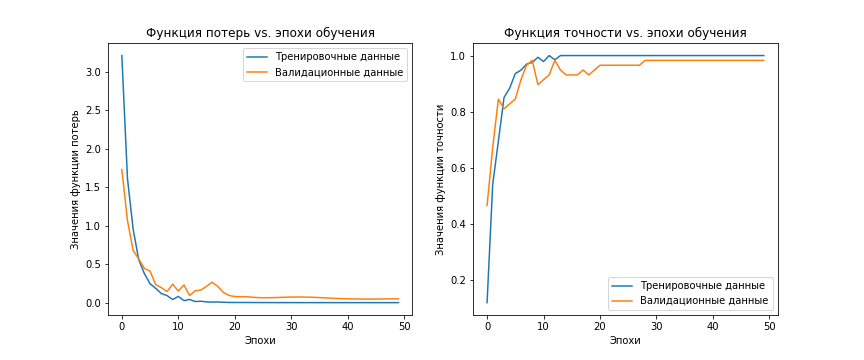 Функция потерь vs. эпохи обучения
Тренировочные данные
Валидационные данные
Значения функции потерь
3.0
2.5
2.0
1.5
1.0
0.5
0.0
0
10
20
30
40
50
Эпохи
Функция точности vs. эпохи обучения
Значения функции точности
1.0
0.8
0.6
0.4
0.2
Тренировочные данные
Валидационные данные
0
10
20
30
40
50
Эпохи